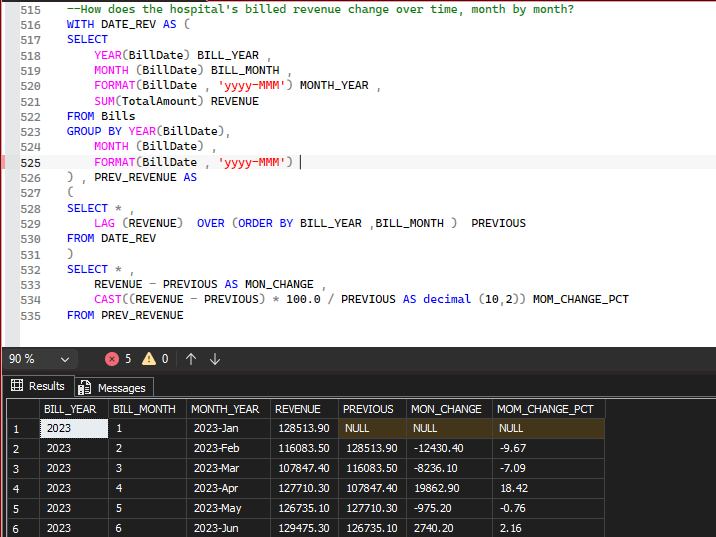 515 --How does the hospital's billed revenue change over time, month by month?
516 WITH DATE_REV AS (
517 SELECT
518 YEAR(BillDate) BILL_YEAR ,
519 MONTH (BillDate) BILL_MONTH ,
520 FORMAT(BillDate , 'yyyy-MMM') MONTH_YEAR ,
521 SUM(TotalAmount) REVENUE
522 FROM Bills
523 GROUP BY YEAR(BillDate),
524 MONTH (BillDate) ,
525 FORMAT(BillDate , 'yyyy-MMM')
526 ) , PREV_REVENUE AS
527 (
528 SELECT * ,
529 LAG (REVENUE) OVER (ORDER BY BILL_YEAR ,BILL_MONTH ) PREVIOUS
530 FROM DATE_REV
531 )
532 SELECT * ,
533 REVENUE - PREVIOUS AS MON_CHANGE ,
534 CAST((REVENUE - PREVIOUS) * 100.0 / PREVIOUS AS decimal (10,2)) MOM_CHANGE_PCT
535 FROM PREV_REVENUE
90 % 5 0
Results Messages
BILL_YEAR BILL_MONTH MONTH_YEAR REVENUE PREVIOUS MON_CHANGE MOM_CHANGE_PCT
1 2023 1 2023-Jan 128513.90 NULL NULL NULL
2 2023 2 2023-Feb 116083.50 128513.90 -12430.40 -9.67
3 2023 3 2023-Mar 107847.40 116083.50 -8236.10 -7.09
4 2023 4 2023-Apr 127710.30 107847.40 19862.90 18.42
5 2023 5 2023-May 126735.10 127710.30 -975.20 -0.76
6 2023 6 2023-Jun 129475.30 126735.10 2740.20 2.16